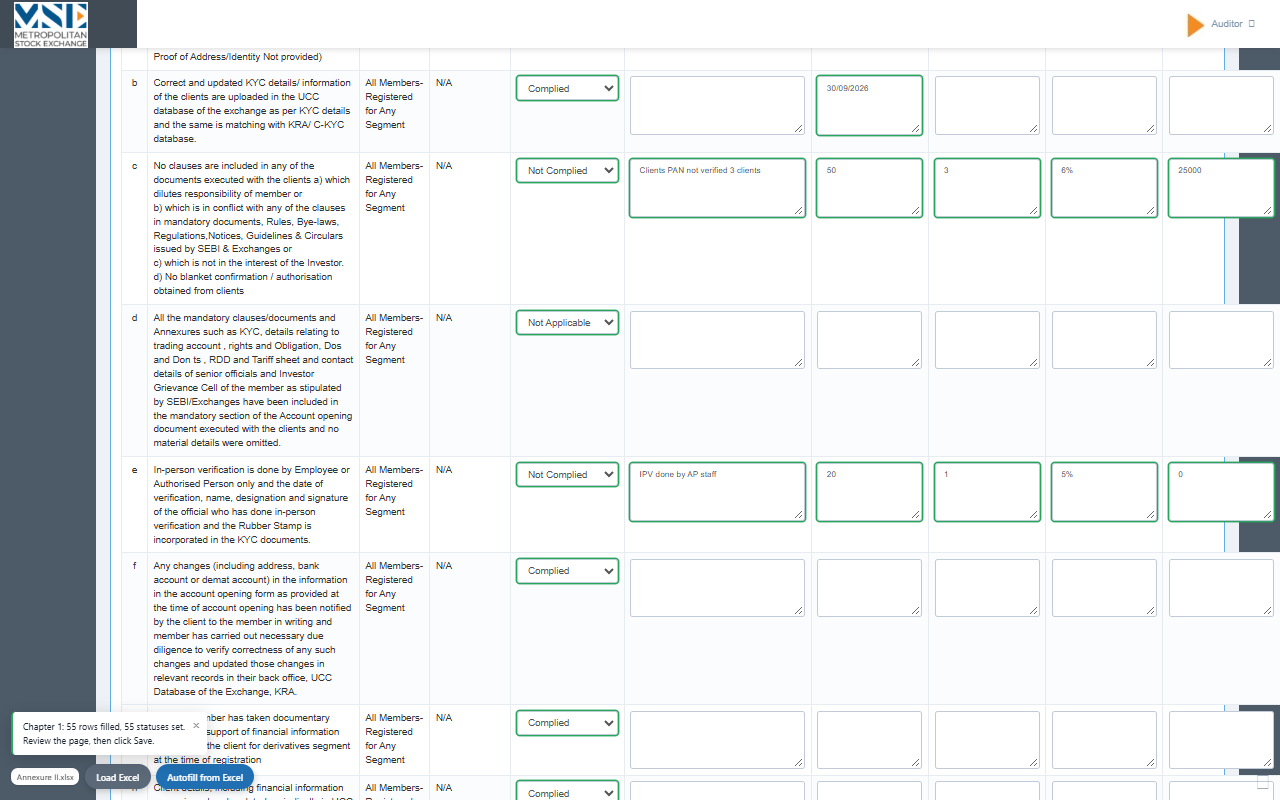 MSE
METROPOLITAN
STOCK EXCHANGE
Auditor
Proof of Address/Identity Not provided)
b
Correct and updated KYC details/ information
of the clients are uploaded in the UCC
database of the exchange as per KYC details
and the same is matching with KRA/ C-KYC
database.
All Members-
Registered
for Any
Segment
N/A
Complied
30/09/2026
c
No clauses are included in any of the
documents executed with the clients a) which
dilutes responsibility of member or
b) which is in conflict with any of the clauses
in mandatory documents, Rules, Bye-laws,
Regulations,Notices, Guidelines & Circulars
issued by SEBI & Exchanges or
c) which is not in the interest of the Investor.
d) No blanket confirmation / authorisation
obtained from clients
All Members-
Registered
for Any
Segment
N/A
Not Complied
Clients PAN not verified 3 clients
50
3
6%
25000
d
All the mandatory clauses/documents and
Annexures such as KYC, details relating to
trading account , rights and Obligation, Dos
and Don ts , RDD and Tariff sheet and contact
details of senior officials and Investor
Grievance Cell of the member as stipulated
by SEBI/Exchanges have been included in
the mandatory section of the Account opening
document executed with the clients and no
material details were omitted.
All Members-
Registered
for Any
Segment
N/A
Not Applicable
e
In-person verification is done by Employee or
Authorised Person only and the date of
verification, name, designation and signature
of the official who has done in-person
verification and the Rubber Stamp is
incorporated in the KYC documents.
All Members-
Registered
for Any
Segment
N/A
Not Complied
IPV done by AP staff
20
1
5%
0
f
Any changes (including address, bank
account or demat account) in the information
in the account opening form as provided at
the time of account opening has been notified
by the client to the member in writing and
member has carried out necessary due
diligence to verify correctness of any such
changes and updated those changes in
relevant records in their back office, UCC
Database of the Exchange, KRA.
All Members-
Registered
for Any
Segment
N/A
Complied
has taken documentary
support of financial information
the client for derivatives segment
at the time of registration
All Members-
Registered
for Any
Segment
N/A
Complied
Chapter 1: 55 rows filled, 55 statuses set.
Review the page, then click Save.
×
financial information
All Members-
N/A
Complied
Annexure II.xlsx
Load Excel
Autofill from Excel